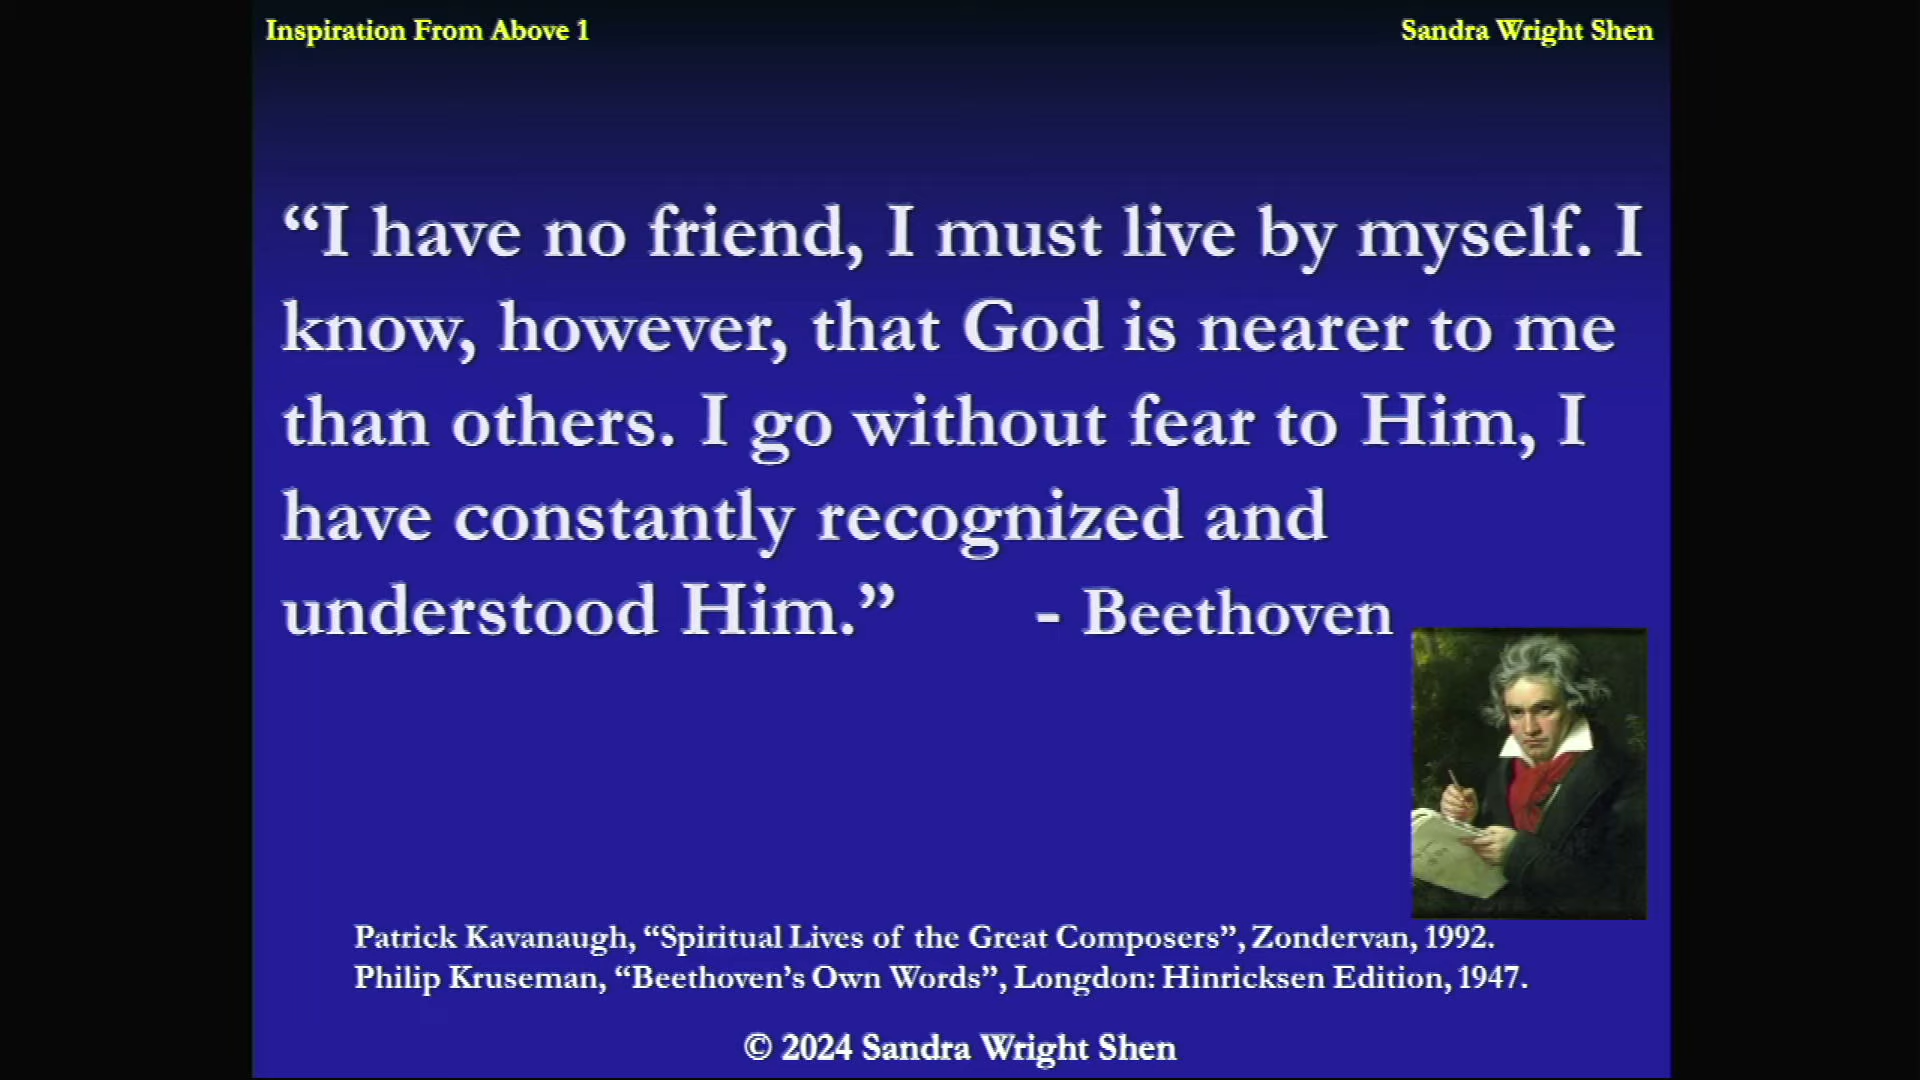 Inspiration From Above 1
Sandra Wright Shen
“I have no friend, I must live by myself. I
know, however, that God is nearer to me
than others. I go without fear to Him, I
have constantly recognized and
understood Him.” - Beethoven
Patrick Kavanaugh, “Spiritual Lives of the Great Composers”, Zondervan, 1992.
Philip Kruseman, “Beethoven’s Own Words”, Longdon: Hinricksen Edition, 1947.
© 2024 Sandra Wright Shen